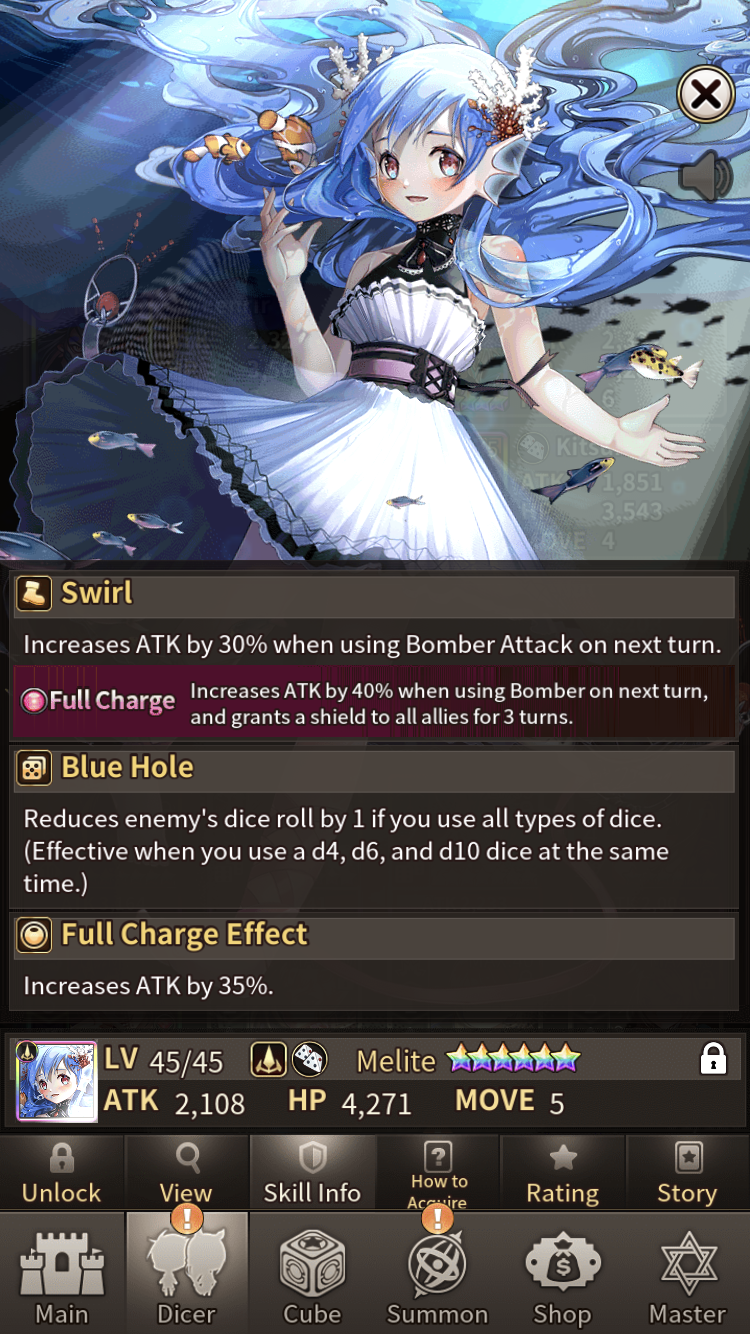 Swirl
Increases ATK by 30% when using Bomber Attack on next turn.
Full Charge
Increases ATK by 40% when using Bomber on next turn,
and grants a shield to all allies for 3 turns.
Blue Hole
Reduces enemy's dice roll by 1 if you use all types of dice.
(Effective when you use a d4, d6, and d10 dice at the same
time.)
Full Charge Effect
Increases ATK by 35%.
LV 45/45 Melite
ATK 2,108 HP 4,271 MOVE 5
Unlock View Skill Info How to Acquire Rating Story
Main Dicer Cube Summon Shop Master
1,851
3,543
4